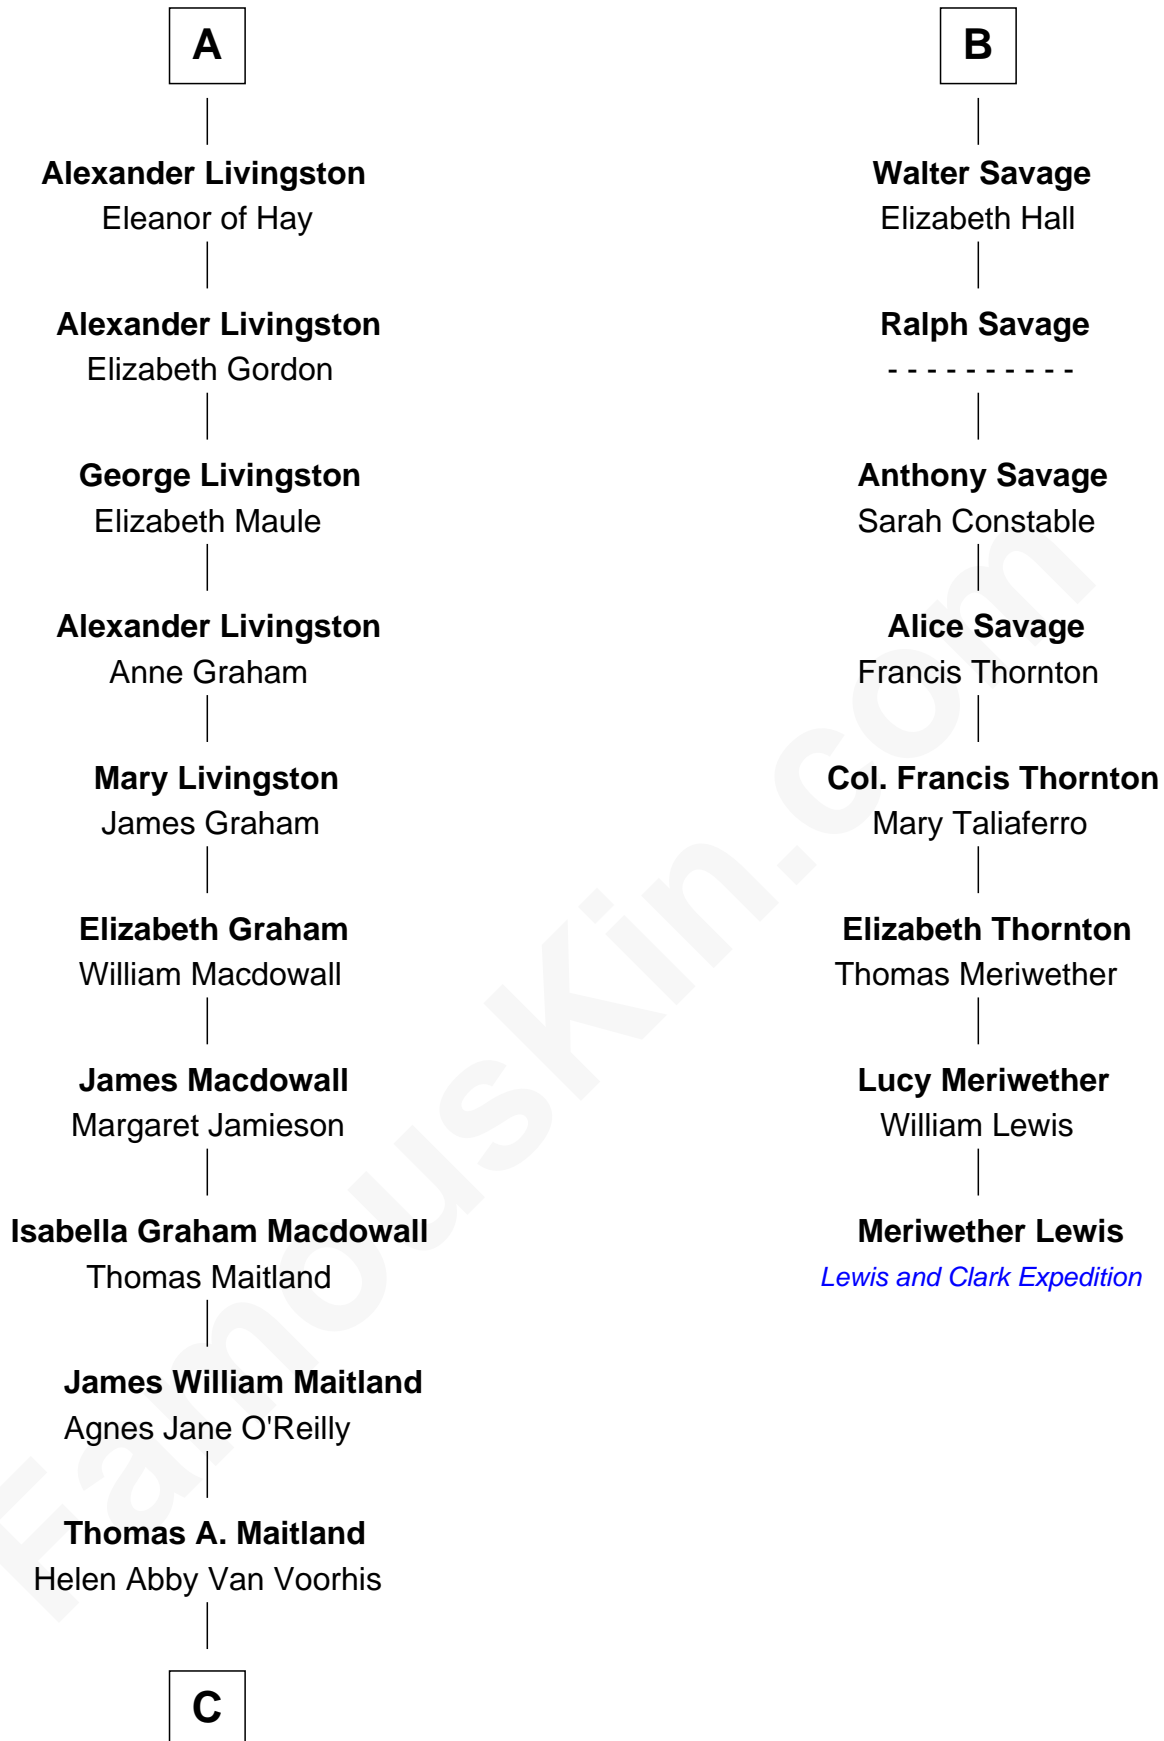 A
Alexander Livingston
Eleanor of Hay
Alexander Livingston
Elizabeth Gordon
George Livingston
Elizabeth Maule
Alexander Livingston
Anne Graham
Mary Livingston
James Graham
Elizabeth Graham
William Macdowall
James Macdowall
Margaret Jamieson
Isabella Graham Macdowall
Thomas Maitland
James William Maitland
Agnes Jane O'Reilly
Thomas A. Maitland
Helen Abby Van Voorhis
C
B
Walter Savage
Elizabeth Hall
Ralph Savage
- - - - - - - - - -
Anthony Savage
Sarah Constable
Alice Savage
Francis Thornton
Col. Francis Thornton
Mary Taliaferro
Elizabeth Thornton
Thomas Meriwether
Lucy Meriwether
William Lewis
Meriwether Lewis
Lewis and Clark Expedition
FamousKin.com